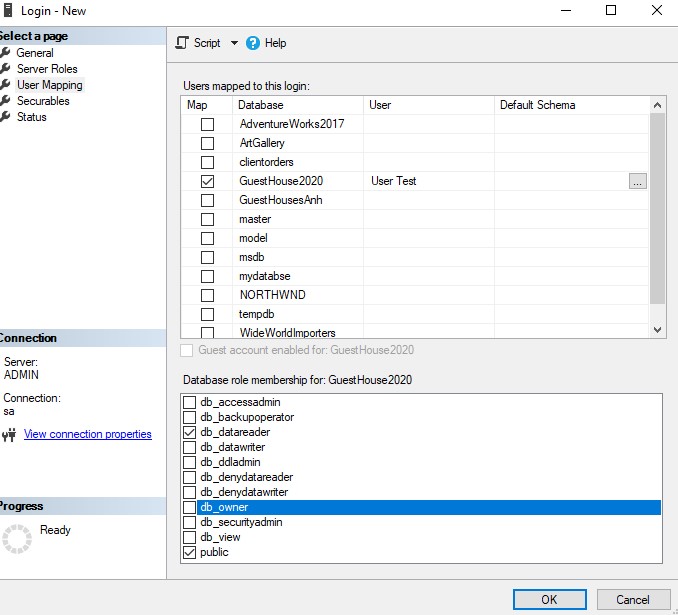 Login - New
Select a page
General
Server Roles
User Mapping
Securables
Status
Script Help
Users mapped to this login:
Map Database User Default Schema
AdventureWorks2017
ArtGallery
clientorders
GuestHouse2020 User Test ...
GuestHousesAnh
master
model
msdb
mydatabse
NORTHWND
tempdb
WideWorldImporters
Guest account enabled for: GuestHouse2020
Database role membership for: GuestHouse2020
db_accessadmin
db_backupoperator
db_datareader
db_datawriter
db_ddladmin
db_denydatareader
db_denydatawriter
db_owner
db_securityadmin
db_view
public
Connection
Server:
ADMIN
Connection:
sa
View connection properties
Progress
Ready
OK Cancel